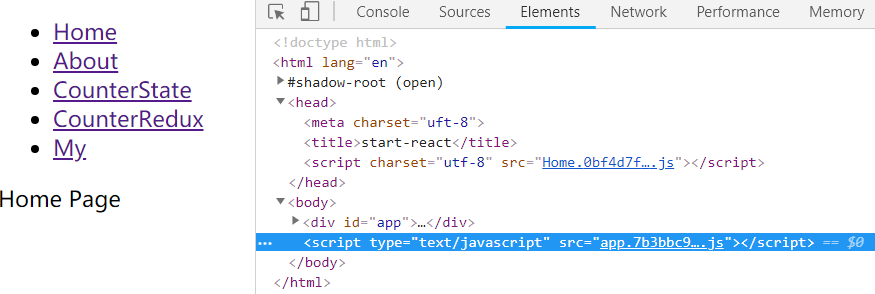 Home
About
CounterState
CounterRedux
My
Home Page
Console Sources Elements Network Performance Memory
<!doctype html>
<html lang="en">
#shadow-root (open)
<head>
<meta charset="uft-8">
<title>start-react</title>
<script charset="utf-8" src="Home.0bf4d7f….js"></script>
</head>
<body>
<div id="app">…</div>
<script type="text/javascript" src="app.7b3bbc9….js"></script> == $0
</body>
</html>